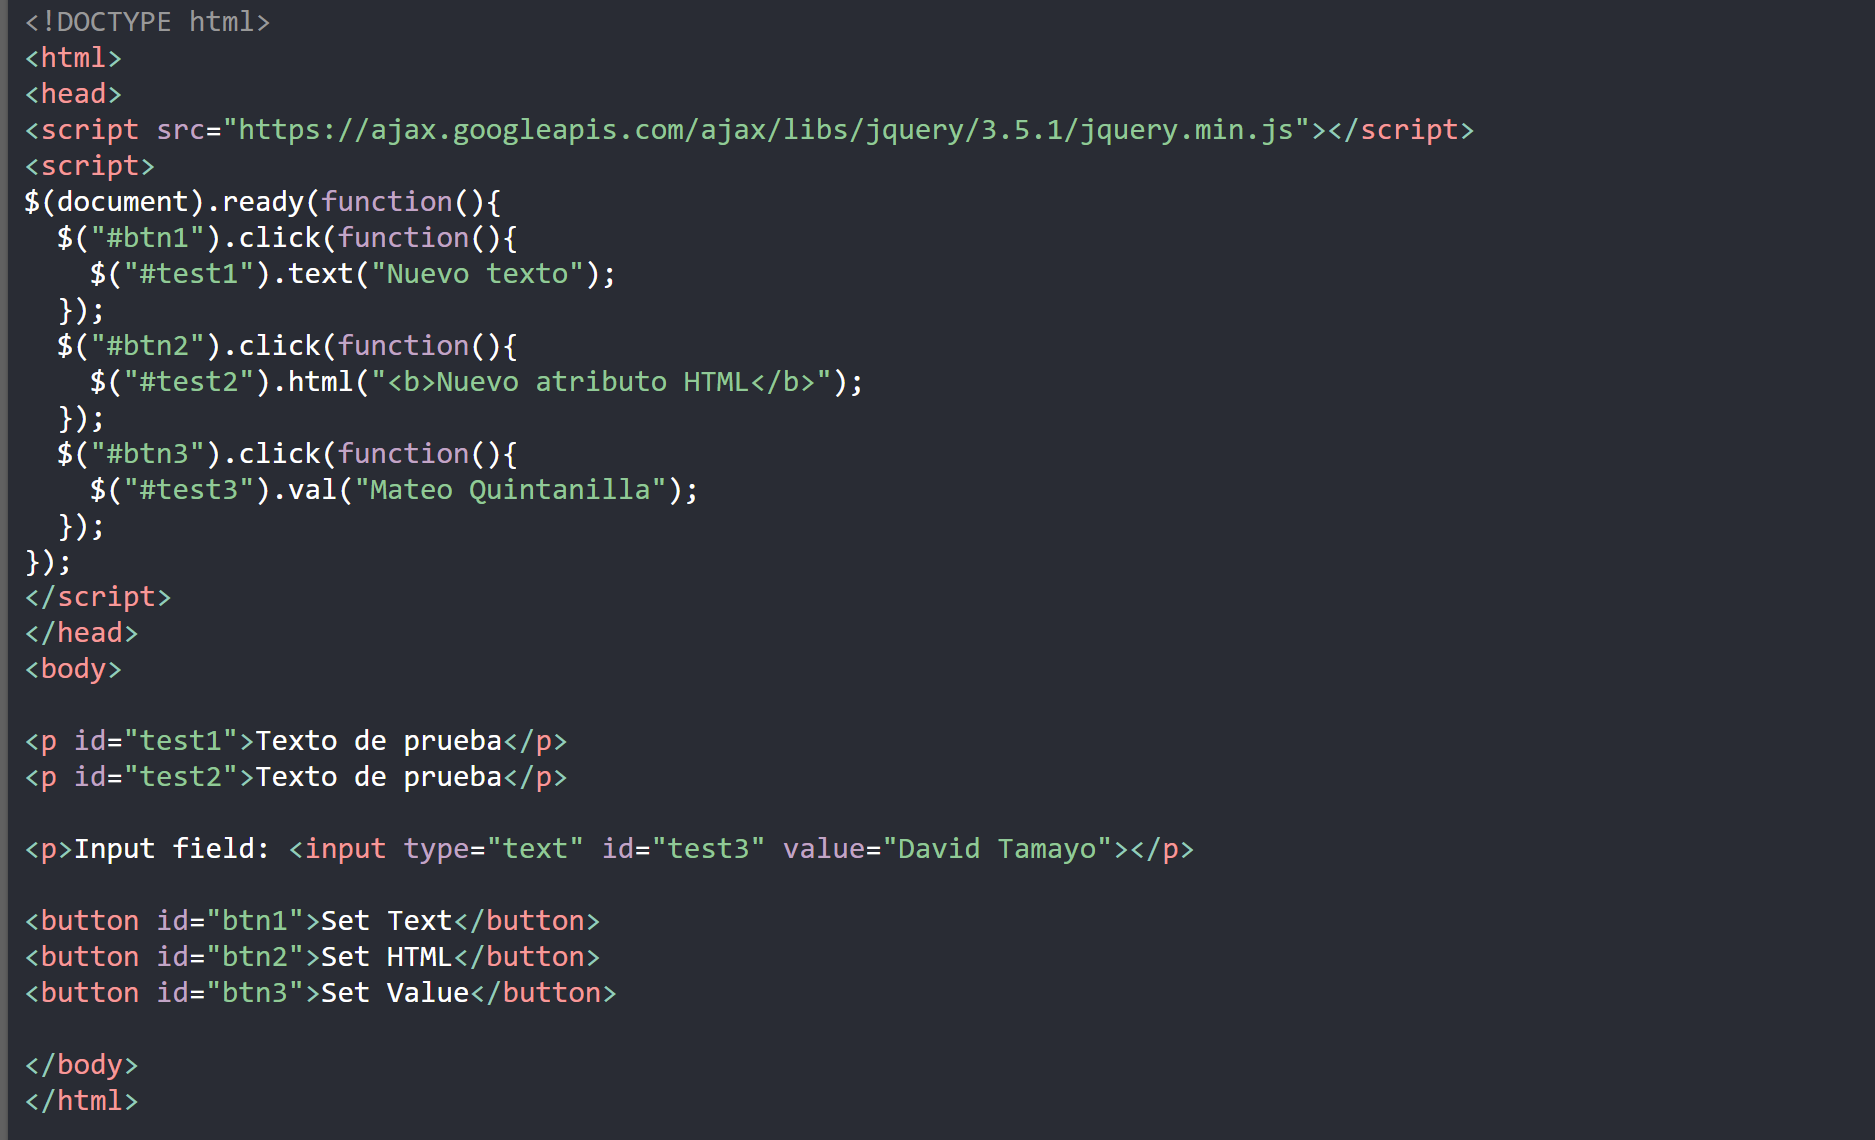 <!DOCTYPE html>
<html>
<head>
<script src="https://ajax.googleapis.com/ajax/libs/jquery/3.5.1/jquery.min.js"></script>
<script>
$(document).ready(function(){
  $("#btn1").click(function(){
    $("#test1").text("Nuevo texto");
  });
  $("#btn2").click(function(){
    $("#test2").html("<b>Nuevo atributo HTML</b>");
  });
  $("#btn3").click(function(){
    $("#test3").val("Mateo Quintanilla");
  });
});
</script>
</head>
<body>

<p id="test1">Texto de prueba</p>
<p id="test2">Texto de prueba</p>

<p>Input field: <input type="text" id="test3" value="David Tamayo"></p>

<button id="btn1">Set Text</button>
<button id="btn2">Set HTML</button>
<button id="btn3">Set Value</button>

</body>
</html>